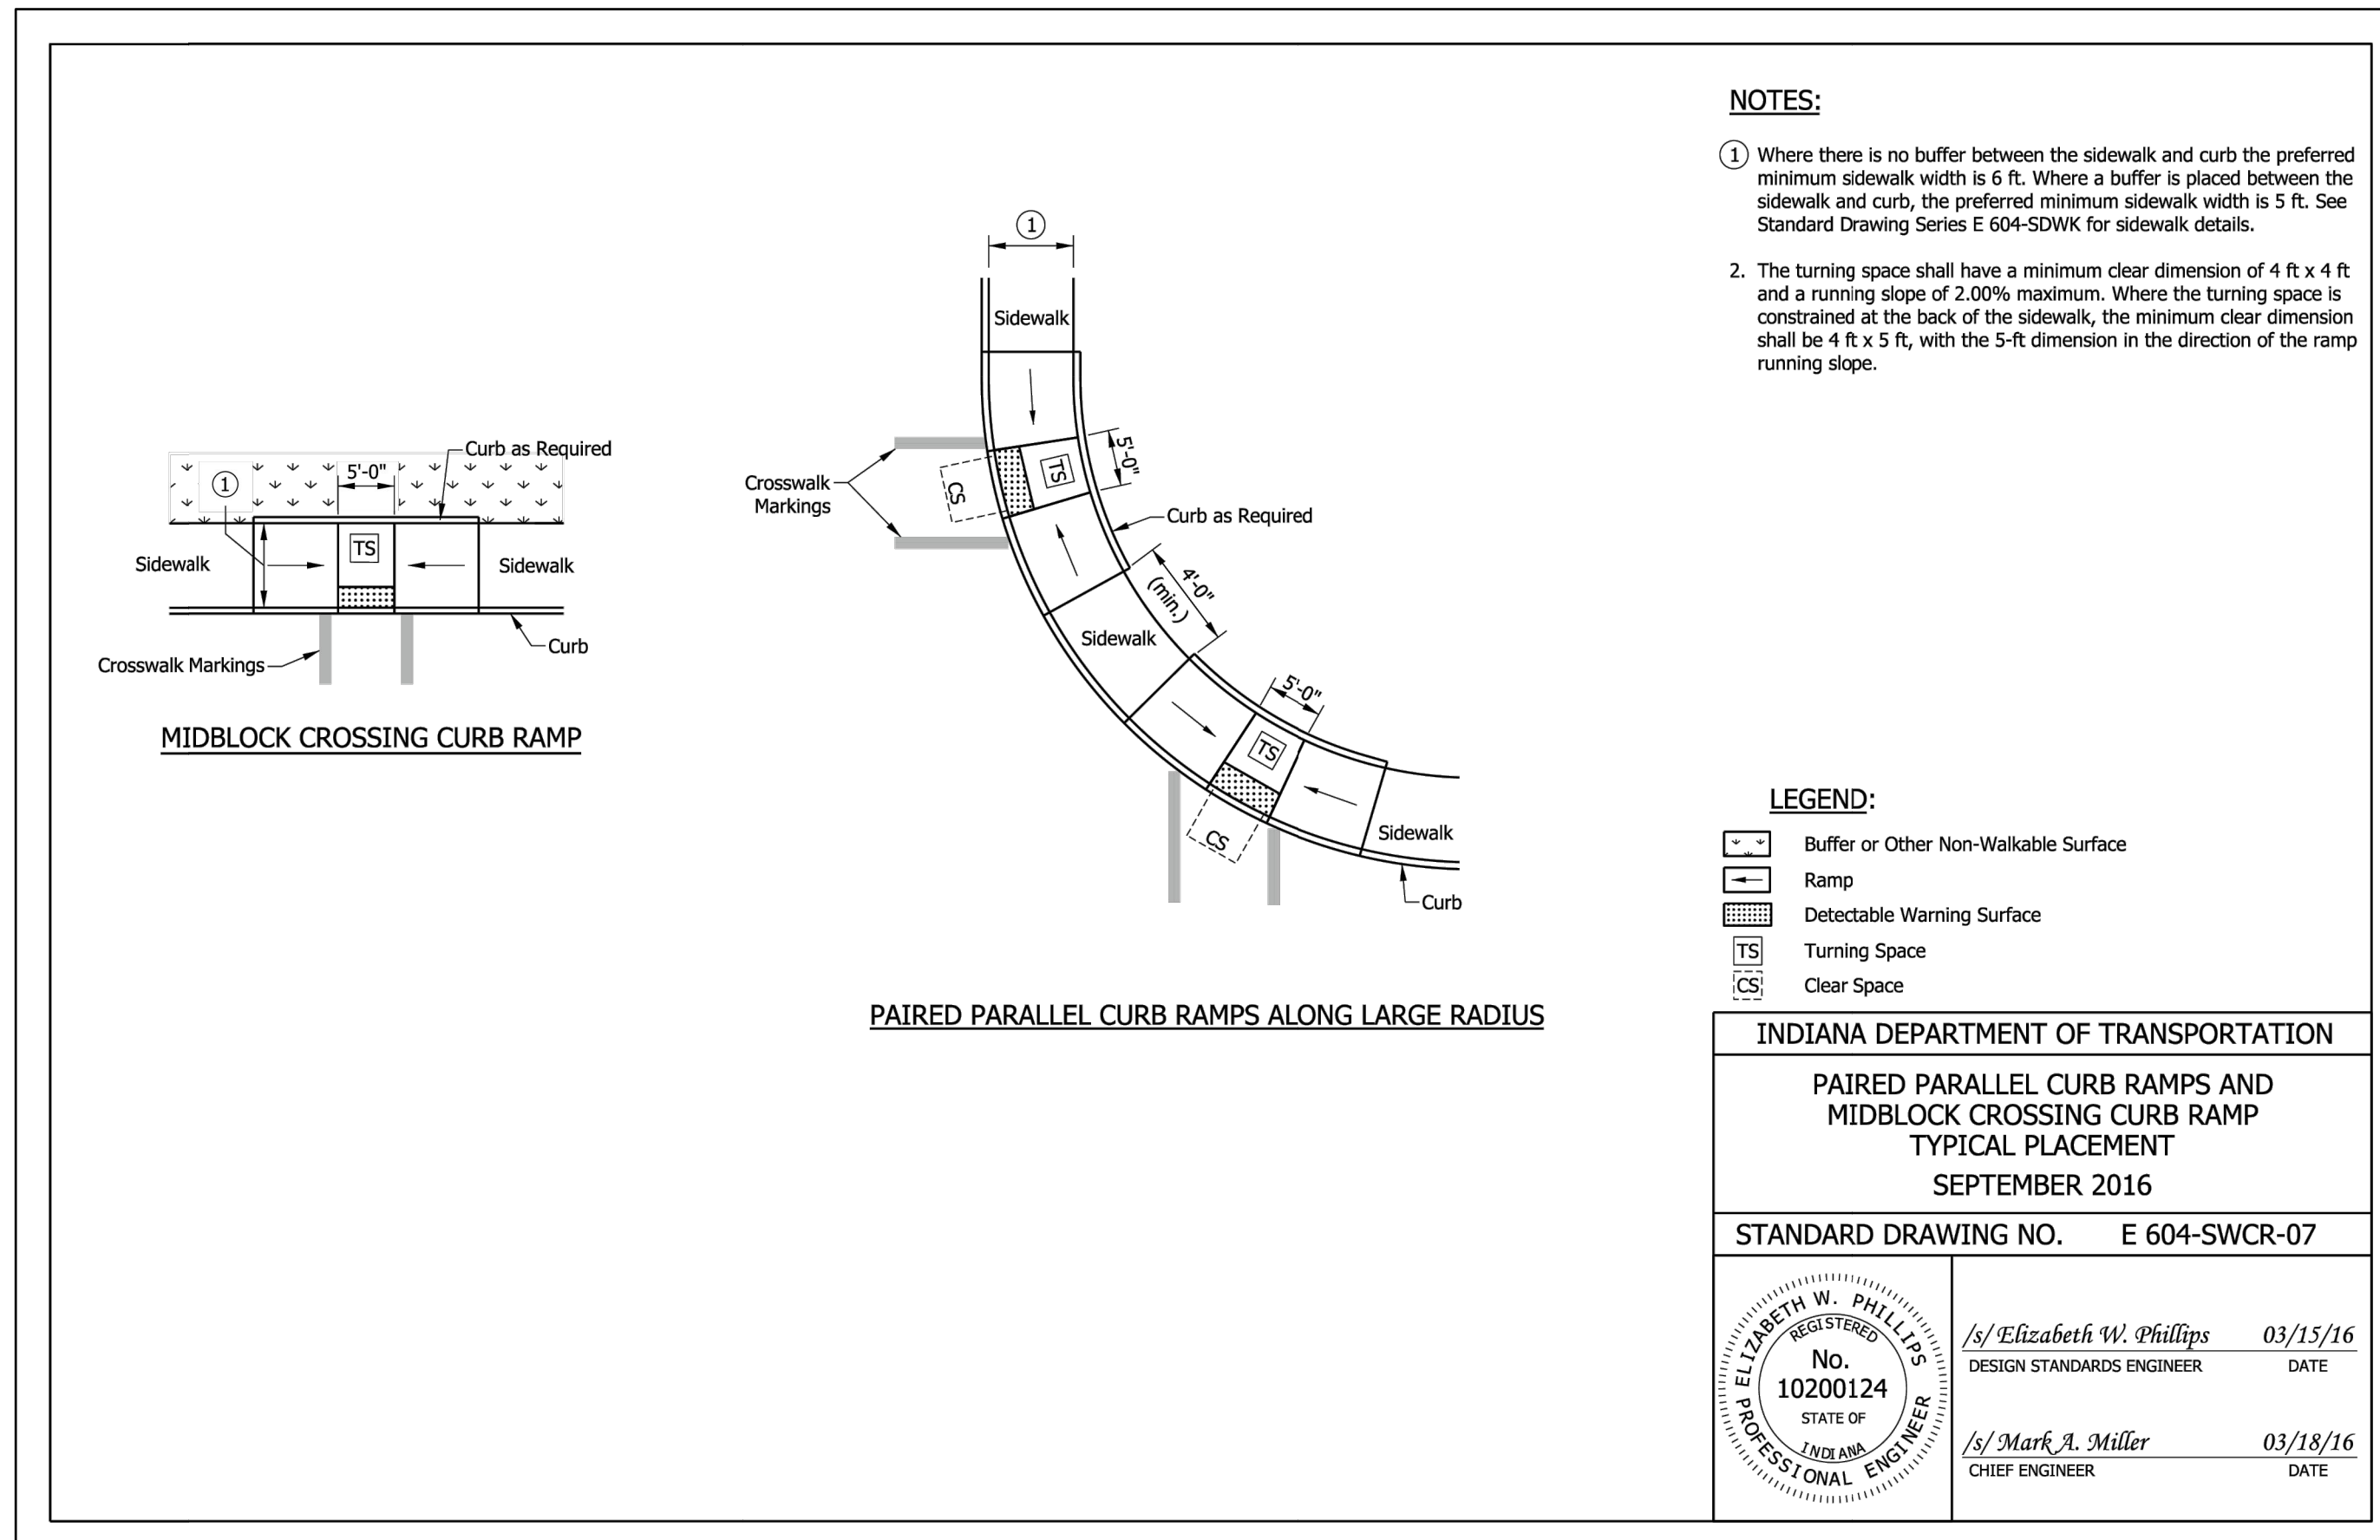 NOTES:
1 Where there is no buffer between the sidewalk and curb the preferred
minimum sidewalk width is 6 ft. Where a buffer is placed between the
sidewalk and curb, the preferred minimum sidewalk width is 5 ft. See
Standard Drawing Series E 604-SDWK for sidewalk details.
2. The turning space shall have a minimum clear dimension of 4 ft x 4 ft
and a running slope of 2.00% maximum. Where the turning space is
constrained at the back of the sidewalk, the minimum clear dimension
shall be 4 ft x 5 ft, with the 5-ft dimension in the direction of the ramp
running slope.
Curb as Required
1
5'-0"
TS
Sidewalk
Sidewalk
Curb
Crosswalk Markings
MIDBLOCK CROSSING CURB RAMP
1
Sidewalk
5'-0"
TS
CS
Crosswalk
Markings
Curb as Required
4'-0"
(min.)
Sidewalk
5'-0"
TS
CS
Sidewalk
Curb
PAIRED PARALLEL CURB RAMPS ALONG LARGE RADIUS
LEGEND:
Buffer or Other Non-Walkable Surface
Ramp
Detectable Warning Surface
TS Turning Space
CS Clear Space
INDIANA DEPARTMENT OF TRANSPORTATION
PAIRED PARALLEL CURB RAMPS AND
MIDBLOCK CROSSING CURB RAMP
TYPICAL PLACEMENT
SEPTEMBER 2016
STANDARD DRAWING NO. E 604-SWCR-07
ELIZABETH W. PHILLIPS
REGISTERED
No.
10200124
STATE OF
INDIANA
PROFESSIONAL ENGINEER
/s/ Elizabeth W. Phillips 03/15/16
DESIGN STANDARDS ENGINEER DATE
/s/ Mark A. Miller 03/18/16
CHIEF ENGINEER DATE